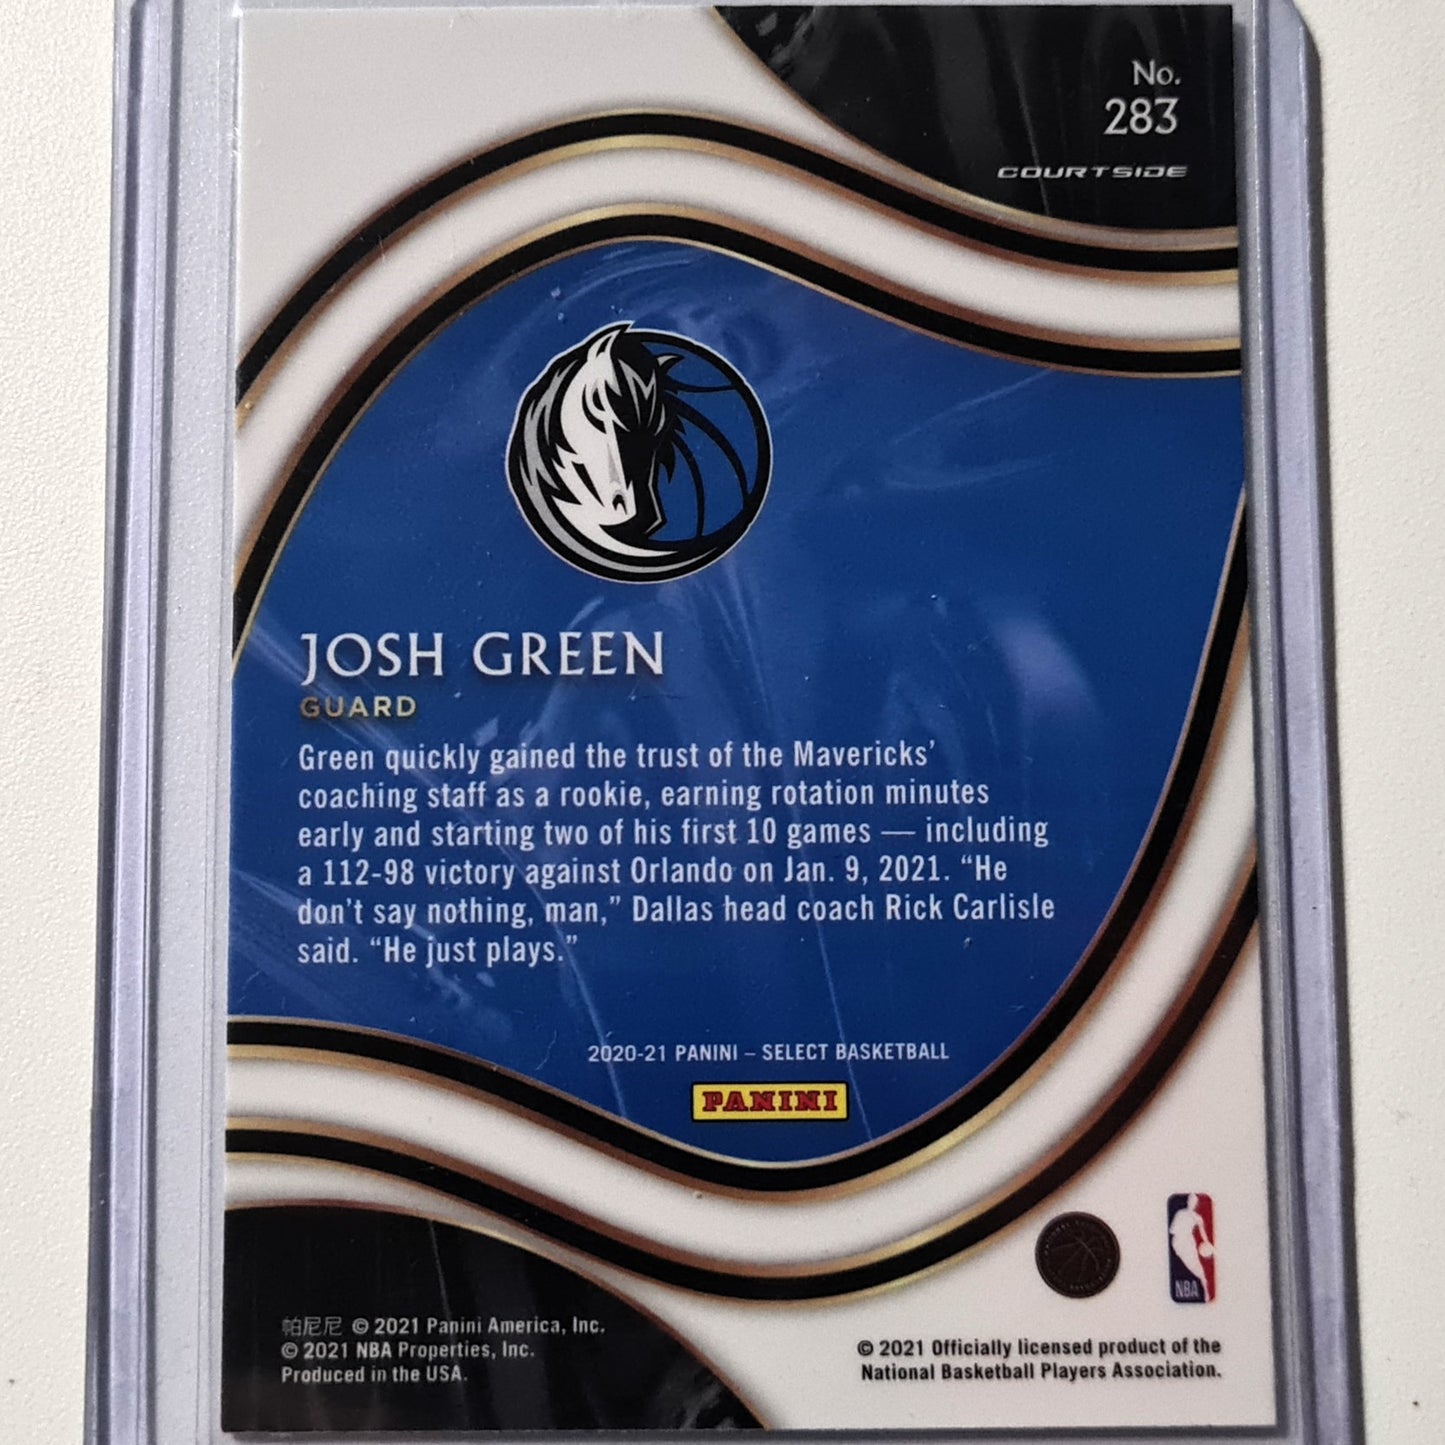 No.
283
COURTSIDE
JOSH GREEN
GUARD
Green quickly gained the trust of the Mavericks’
coaching staff as a rookie, earning rotation minutes
early and starting two of his first 10 games — including
a 112-98 victory against Orlando on Jan. 9, 2021. “He
don’t say nothing, man,” Dallas head coach Rick Carlisle
said. “He just plays.”
2020-21 PANINI – SELECT BASKETBALL
PANINI
NBA
帕尼尼 © 2021 Panini America, Inc.
© 2021 NBA Properties, Inc.
Produced in the USA.
© 2021 Officially licensed product of the
National Basketball Players Association.